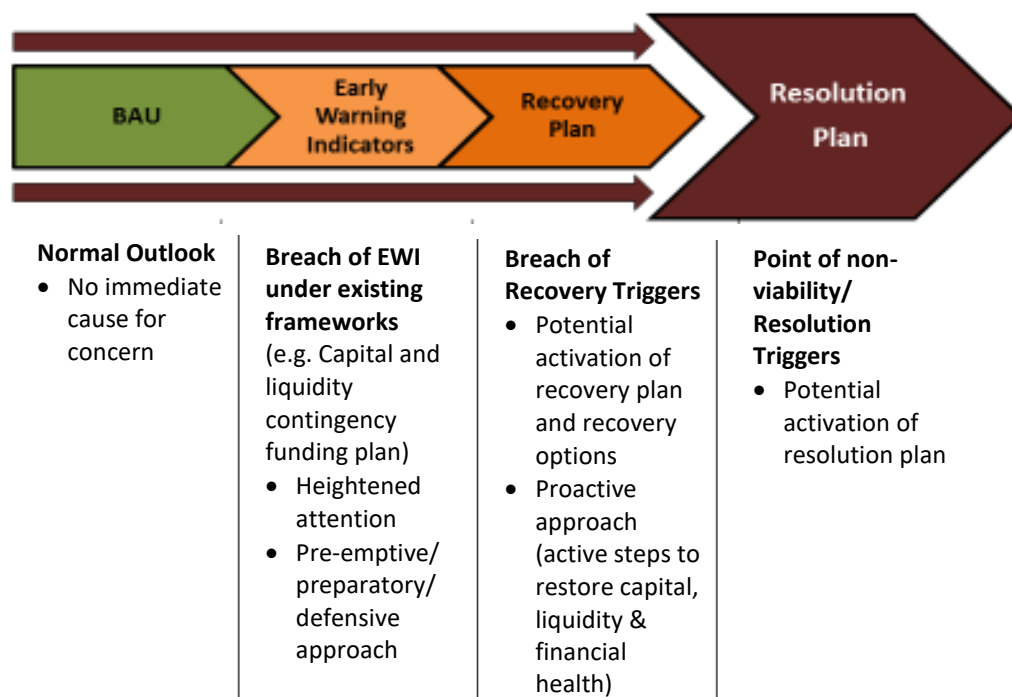 BAU
Early
Warning
Indicators
Recovery
Plan
Resolution
Plan
Normal Outlook
• No immediate
cause for
concern
Breach of EWI
under existing
frameworks
(e.g. Capital and
liquidity
contingency
funding plan)
• Heightened
attention
• Pre-emptive/
preparatory/
defensive
approach
Breach of
Recovery Triggers
• Potential
activation of
recovery plan
and recovery
options
• Proactive
approach
(active steps to
restore capital,
liquidity &
financial
health)
Point of non-
viability/
Resolution
Triggers
• Potential
activation of
resolution plan